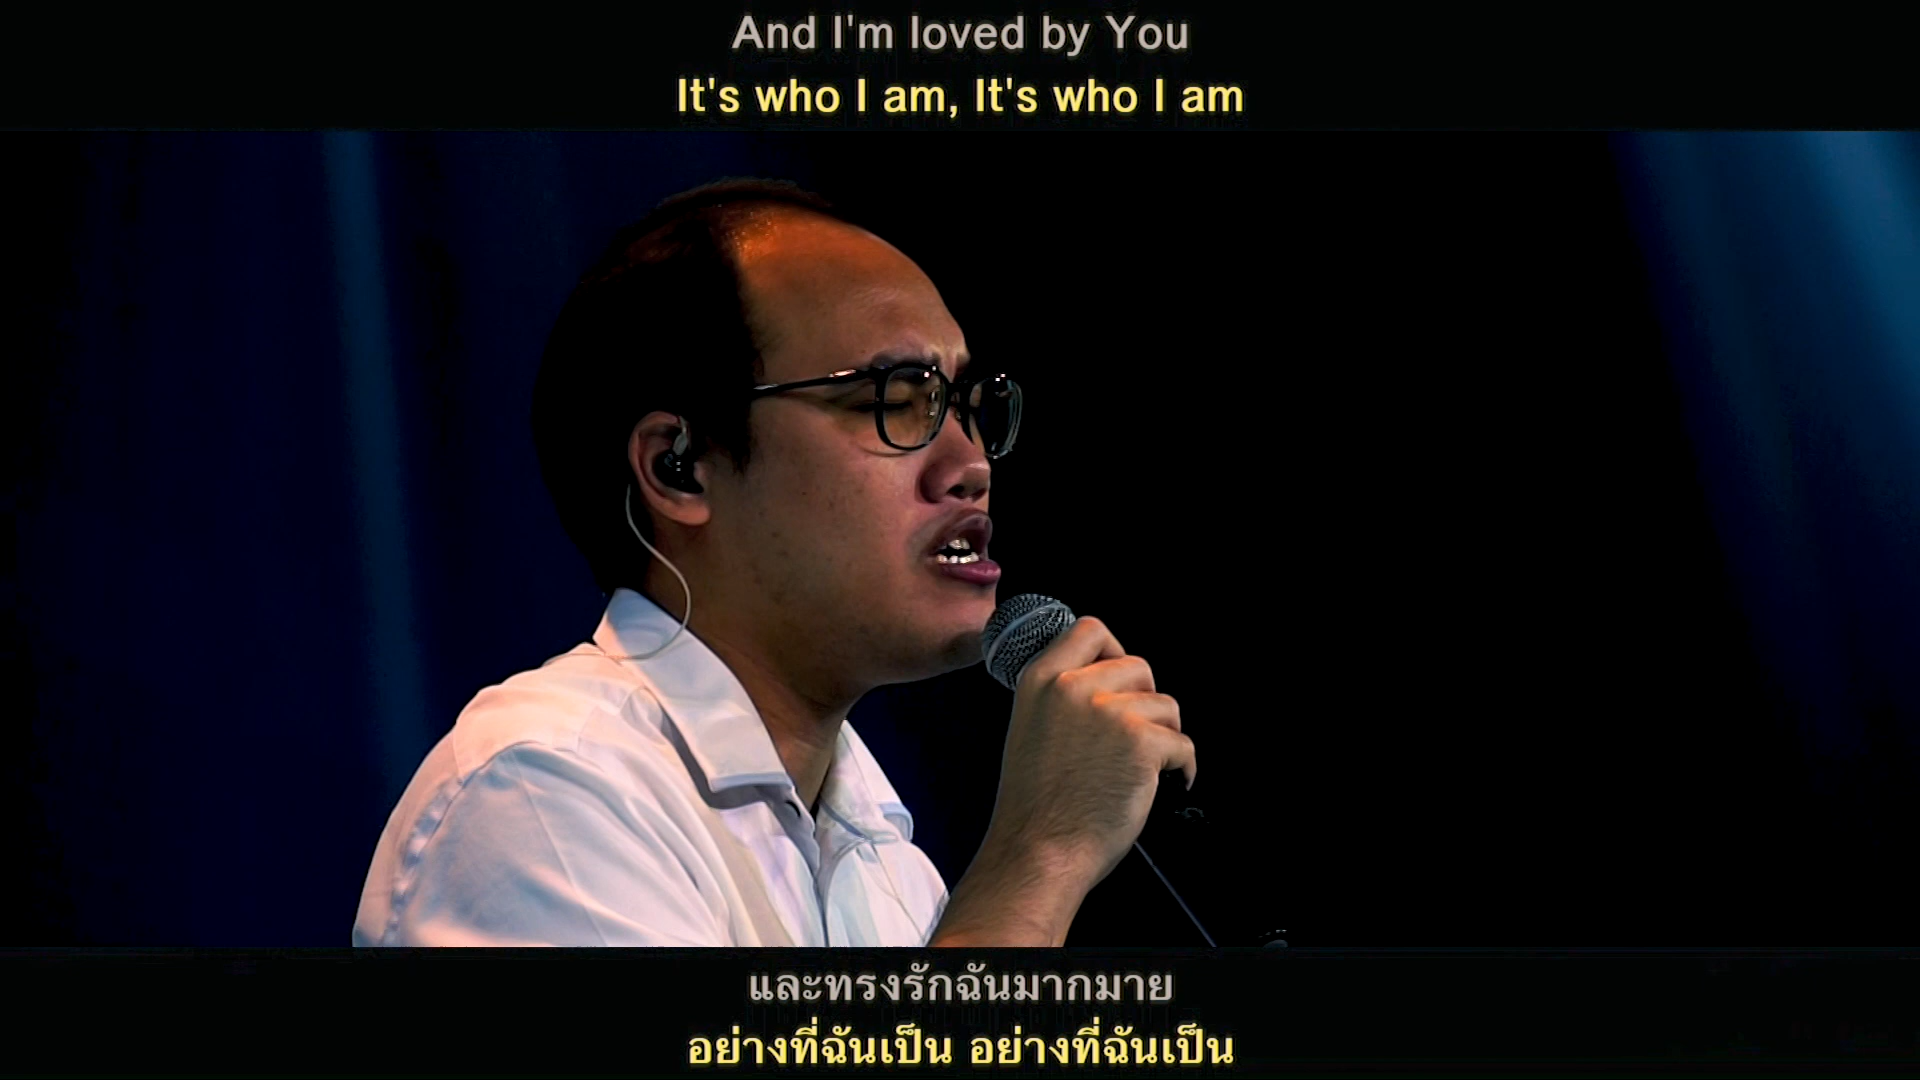 And I'm loved by You
It's who I am, It's who I am
และทรงรักฉันมากมาย
อย่างที่ฉันเป็น อย่างที่ฉันเป็น